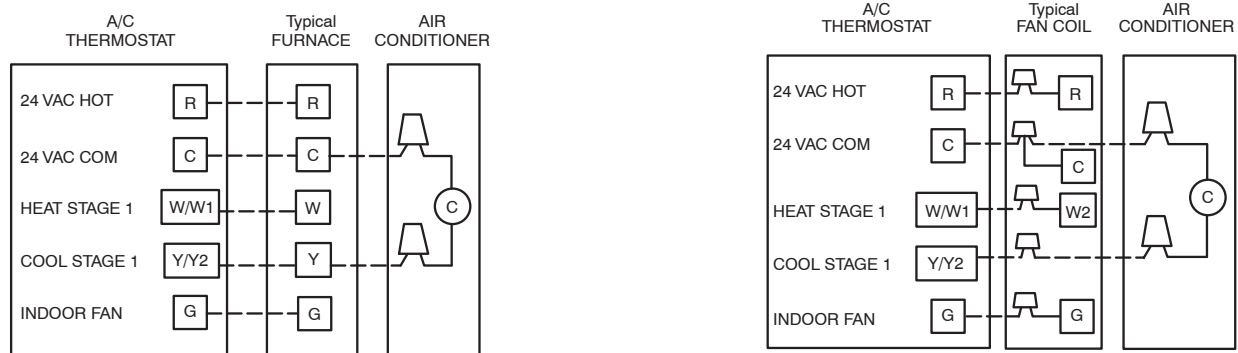 A/C THERMOSTAT
Typical FURNACE
AIR CONDITIONER
24 VAC HOT R R
24 VAC COM C C
HEAT STAGE 1 W/W1 W C
COOL STAGE 1 Y/Y2 Y
INDOOR FAN G G
A/C THERMOSTAT
Typical FAN COIL
AIR CONDITIONER
24 VAC HOT R R
24 VAC COM C C
HEAT STAGE 1 W/W1 W2 C
COOL STAGE 1 Y/Y2
INDOOR FAN G G